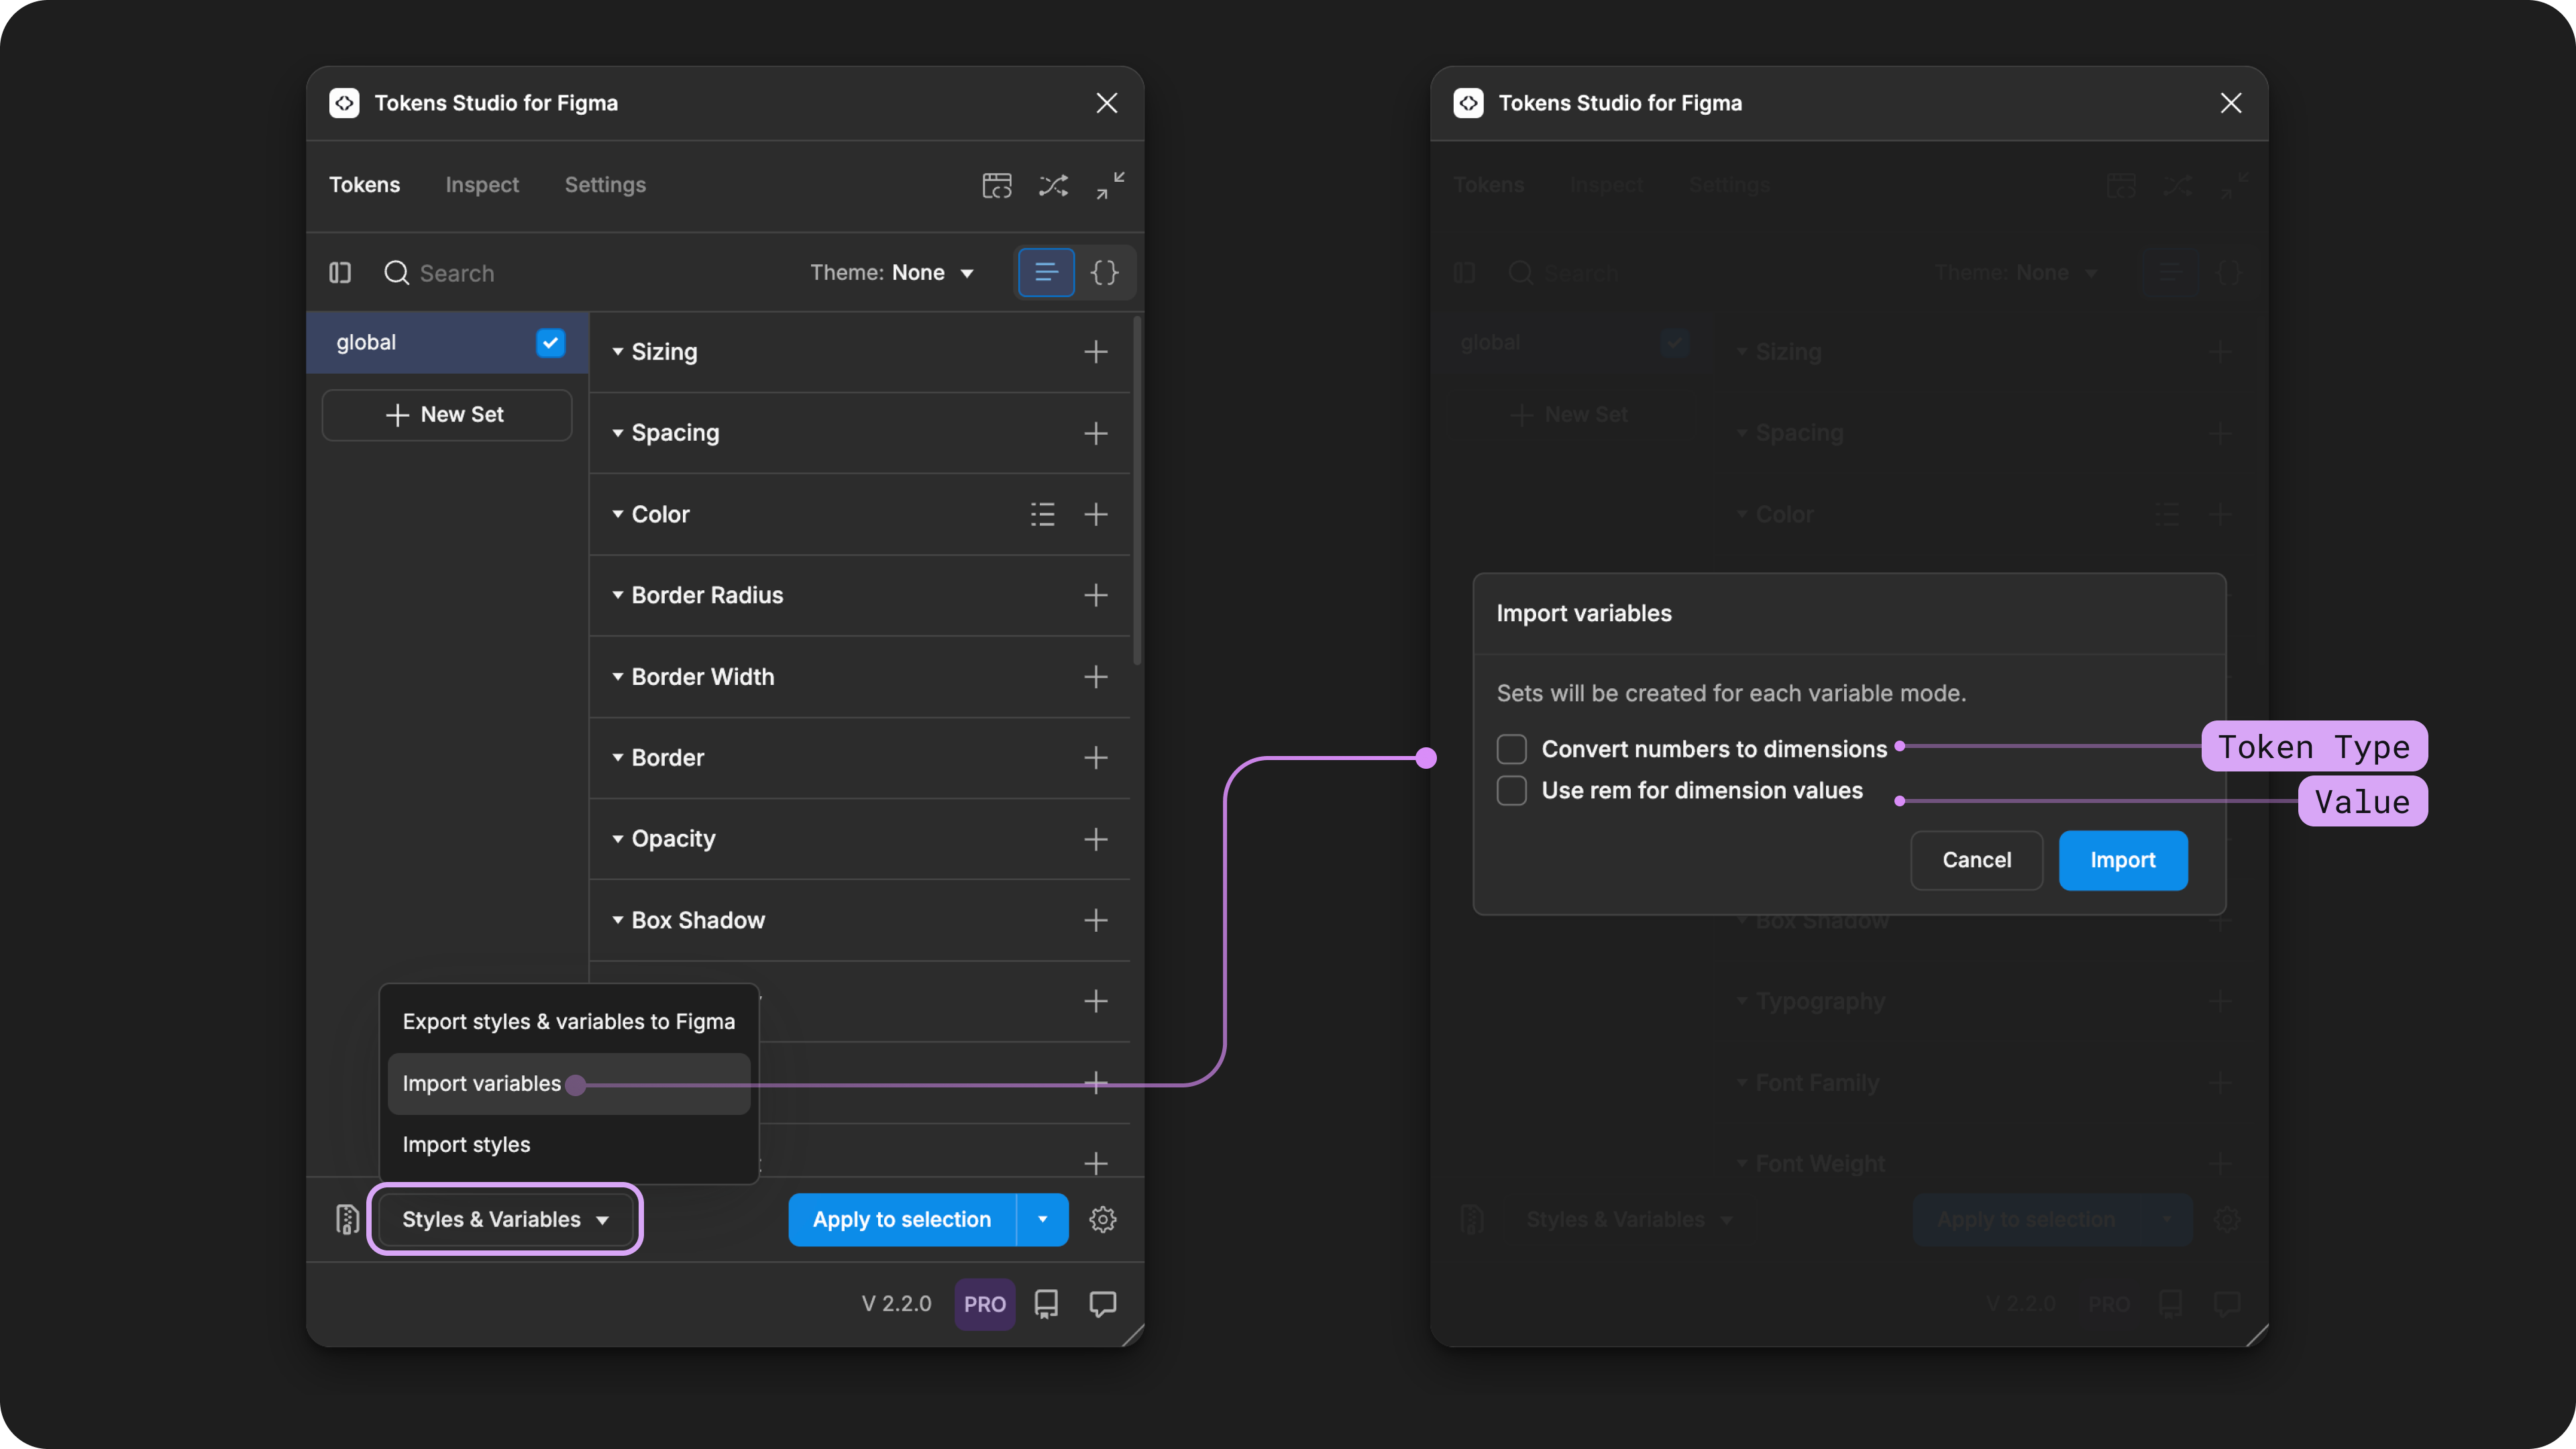 Tokens Studio for Figma
Tokens Inspect Settings
Search Theme: None {}
global
New Set
Sizing
Spacing
Color
Border Radius
Border Width
Border
Opacity
Box Shadow
Export styles & variables to Figma
Import variables
Import styles
Styles & Variables Apply to selection
V 2.2.0 PRO
Tokens Studio for Figma
Tokens Inspect Settings
Search Theme: None {}
global
New Set
Sizing
Spacing
Color
Import variables
Sets will be created for each variable mode.
Convert numbers to dimensions
Token Type
Use rem for dimension values
Value
Cancel Import
Box Shadow
Typography
Font Family
Font Weight
Styles & Variables Apply to selection
V 2.2.0 PRO